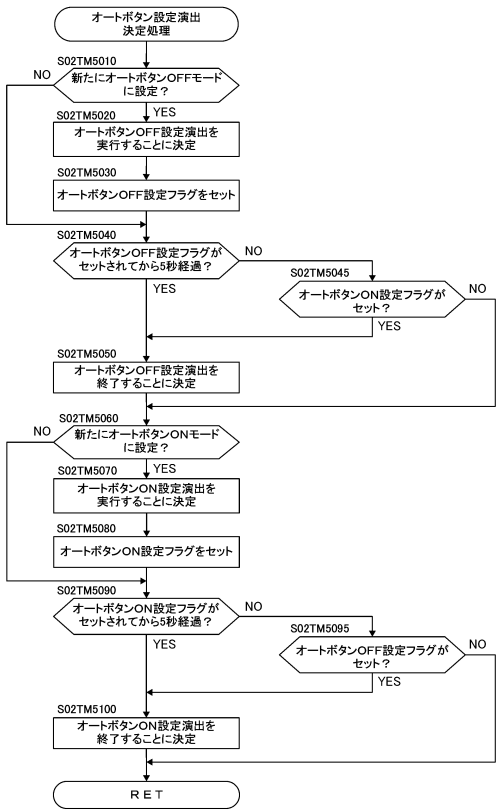 オートボタン設定演出
決定処理
S02TM5010
NO
新たにオートボタンOFFモード
に設定？
YES
S02TM5020
オートボタンOFF設定演出を
実行することに決定
S02TM5030
オートボタンOFF設定フラグをセット
S02TM5040
オートボタンOFF設定フラグが
セットされてから5秒経過？
NO
YES
S02TM5045
オートボタンON設定フラグが
セット？
NO
YES
S02TM5050
オートボタンOFF設定演出を
終了することに決定
S02TM5060
NO
新たにオートボタンONモード
に設定？
YES
S02TM5070
オートボタンON設定演出を
実行することに決定
S02TM5080
オートボタンON設定フラグをセット
S02TM5090
オートボタンON設定フラグが
セットされてから5秒経過？
NO
YES
S02TM5095
オートボタンOFF設定フラグが
セット？
NO
YES
S02TM5100
オートボタンON設定演出を
終了することに決定
ＲＥＴ